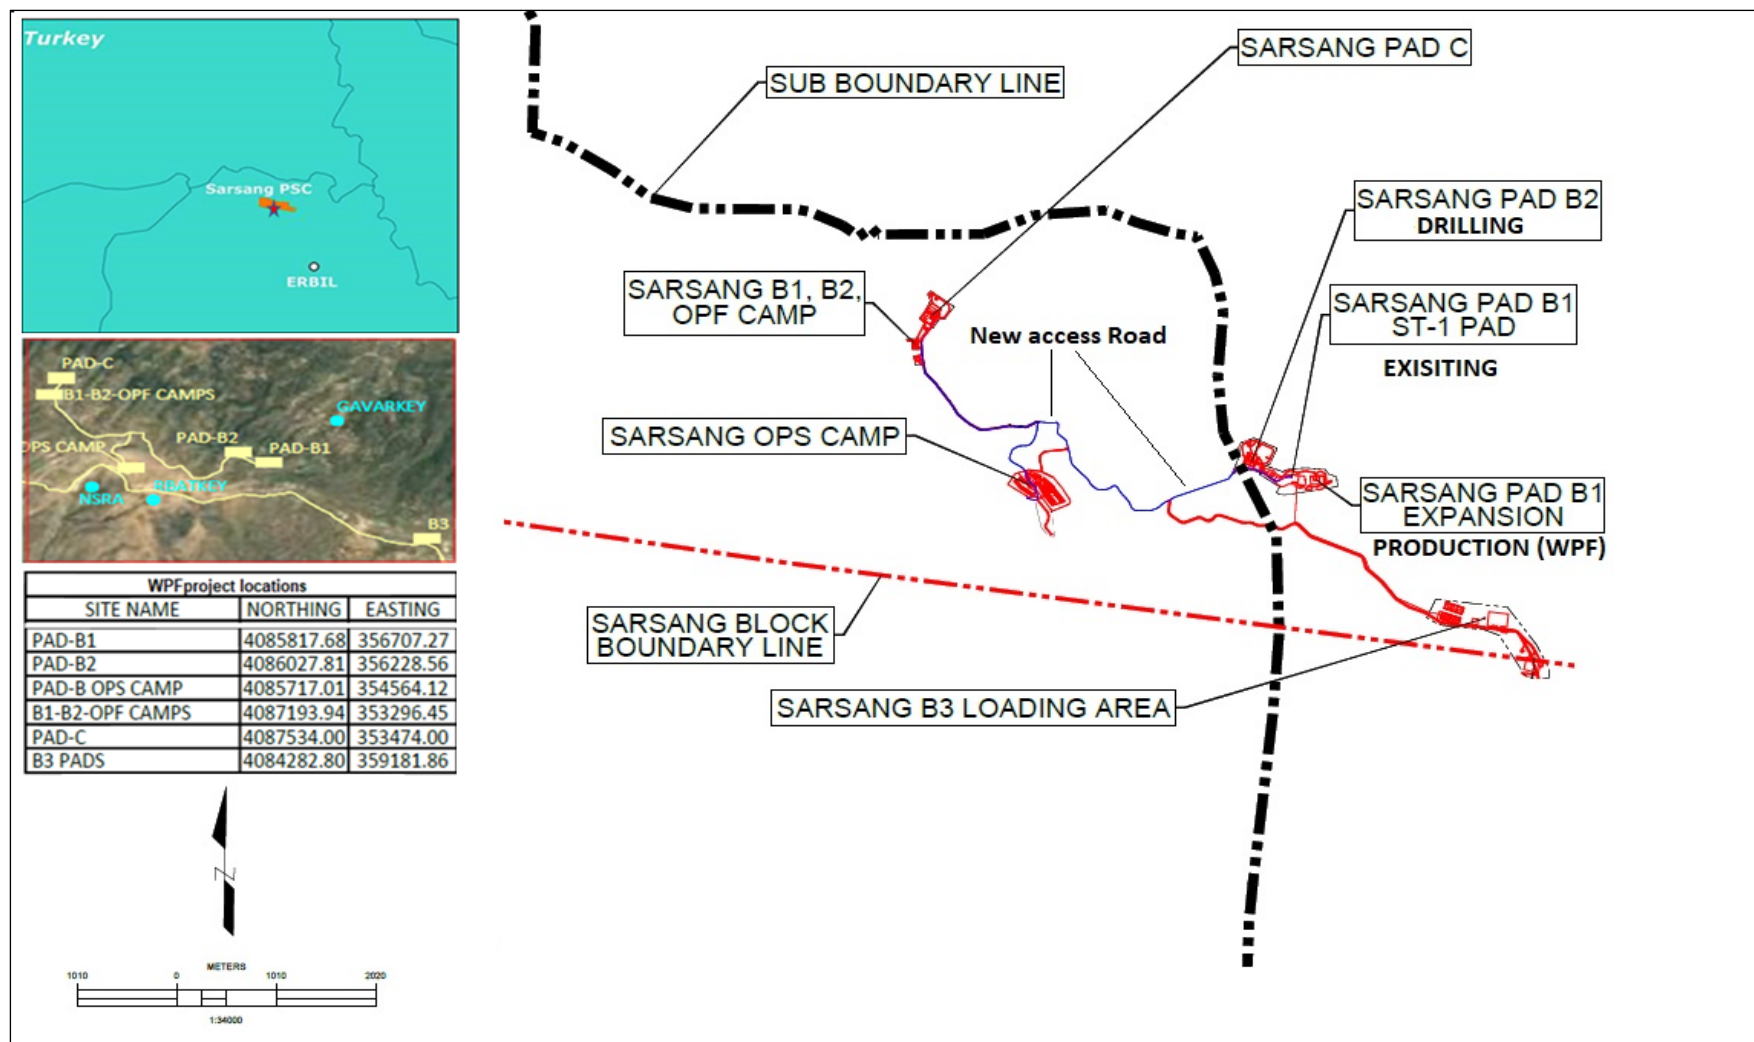 Turkey
Sarsang PSC
ERBIL
PAD-C
B1-B2-OPF CAMPS
GAVARKEY
OPS CAMP
PAD-B2
PAD-B1
NSRA
RBATKEY
B3
WPFproject locations
SITE NAME NORTHING EASTING
PAD-B1 4085817.68 356707.27
PAD-B2 4086027.81 356228.56
PAD-B OPS CAMP 4085717.01 354564.12
B1-B2-OPF CAMPS 4087193.94 353296.45
PAD-C 4087534.00 353474.00
B3 PADS 4084282.80 359181.86
N
METERS
1010 0 1010 2020
1:34000
SARSANG PAD C
SUB BOUNDARY LINE
SARSANG PAD B2
DRILLING
SARSANG B1, B2,
OPF CAMP
SARSANG PAD B1
ST-1 PAD
EXISITING
New access Road
SARSANG OPS CAMP
SARSANG PAD B1
EXPANSION
PRODUCTION (WPF)
SARSANG BLOCK
BOUNDARY LINE
SARSANG B3 LOADING AREA